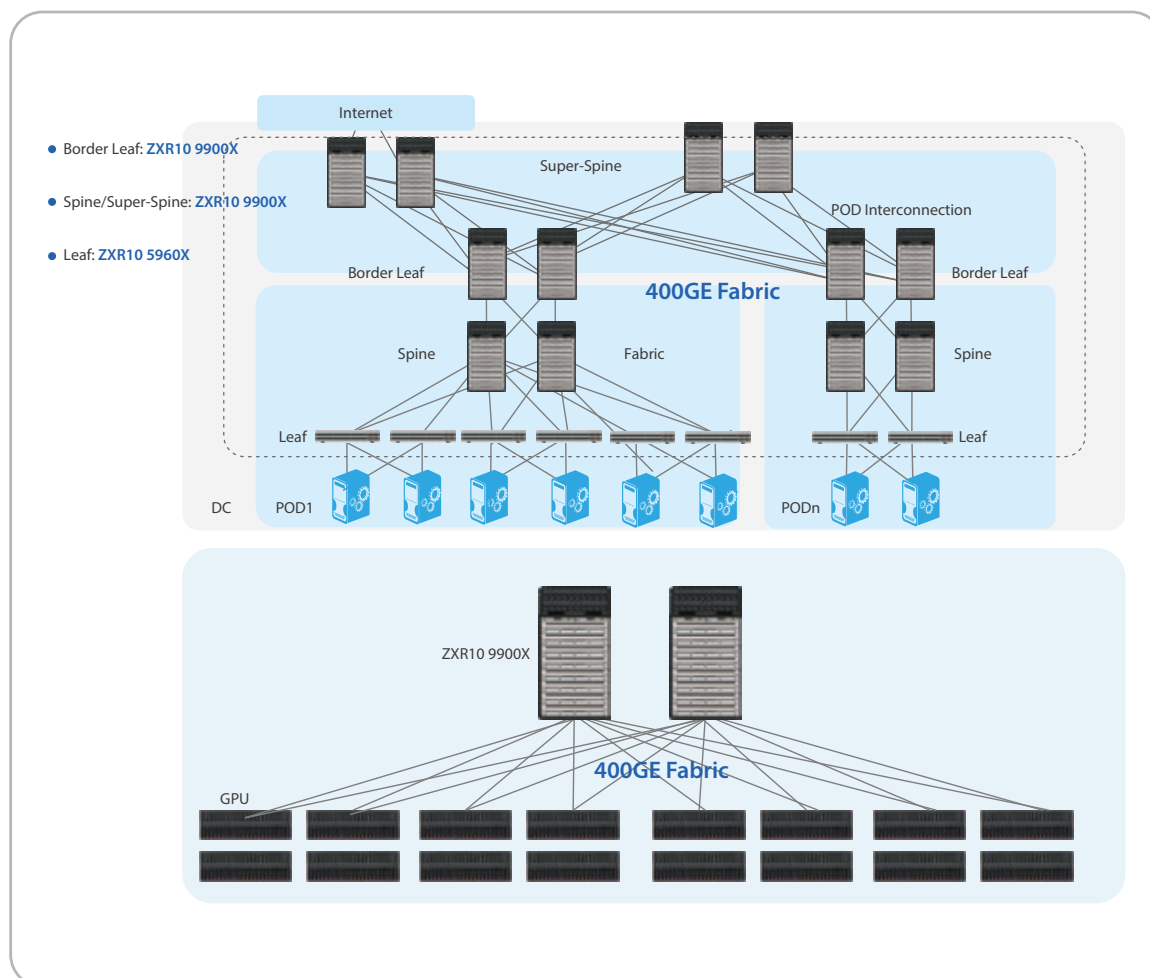 Internet
Border Leaf: ZXR10 9900X
Super-Spine
Spine/Super-Spine: ZXR10 9900X
POD Interconnection
Leaf: ZXR10 5960X
Border Leaf
Border Leaf
400GE Fabric
Spine
Fabric
Spine
Leaf
Leaf
DC
POD1
PODn
ZXR10 9900X
400GE Fabric
GPU